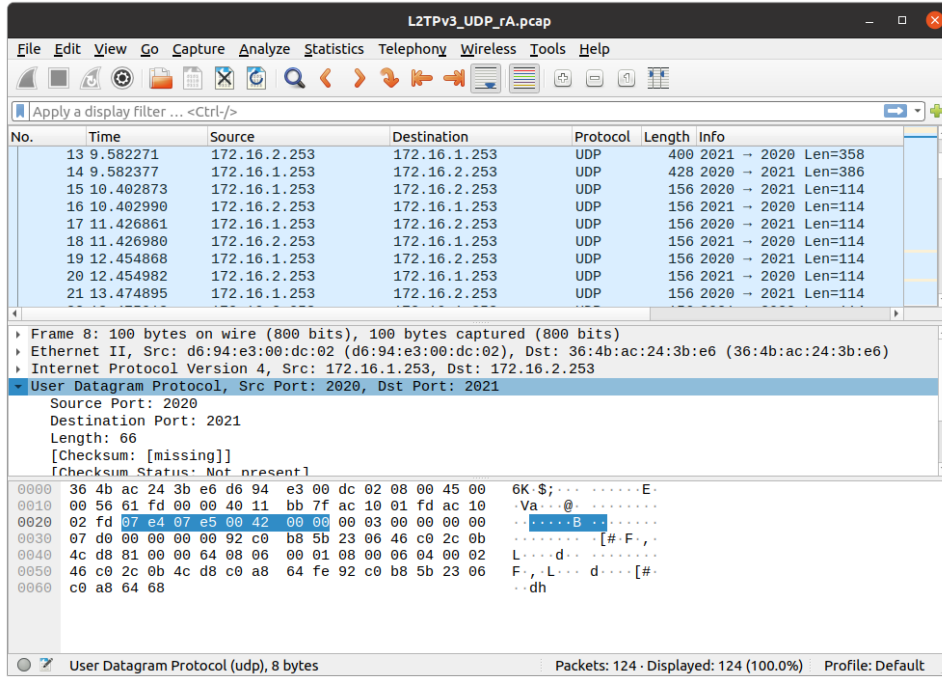 L2TPv3_UDP_rA.pcap
File Edit View Go Capture Analyze Statistics Telephony Wireless Tools Help
Apply a display filter … <Ctrl-/>
No. Time Source Destination Protocol Length Info
13 9.582271 172.16.2.253 172.16.1.253 UDP 400 2021 → 2020 Len=358
14 9.582377 172.16.1.253 172.16.2.253 UDP 428 2020 → 2021 Len=386
15 10.402873 172.16.2.253 172.16.1.253 UDP 156 2021 → 2020 Len=114
16 10.402990 172.16.1.253 172.16.2.253 UDP 156 2020 → 2021 Len=114
17 11.426861 172.16.1.253 172.16.2.253 UDP 156 2020 → 2021 Len=114
18 11.426980 172.16.2.253 172.16.1.253 UDP 156 2021 → 2020 Len=114
19 12.454868 172.16.1.253 172.16.2.253 UDP 156 2020 → 2021 Len=114
20 12.454982 172.16.2.253 172.16.1.253 UDP 156 2021 → 2020 Len=114
21 13.474895 172.16.1.253 172.16.2.253 UDP 156 2020 → 2021 Len=114
Frame 8: 100 bytes on wire (800 bits), 100 bytes captured (800 bits)
Ethernet II, Src: d6:94:e3:00:dc:02 (d6:94:e3:00:dc:02), Dst: 36:4b:ac:24:3b:e6 (36:4b:ac:24:3b:e6)
Internet Protocol Version 4, Src: 172.16.1.253, Dst: 172.16.2.253
User Datagram Protocol, Src Port: 2020, Dst Port: 2021
Source Port: 2020
Destination Port: 2021
Length: 66
[Checksum: [missing]]
[Checksum Status: Not present]
0000 36 4b ac 24 3b e6 d6 94 e3 00 dc 02 08 00 45 00 6K·$;··· ······E·
0010 00 56 61 fd 00 00 40 11 bb 7f ac 10 01 fd ac 10 ·Va···@· ········
0020 02 fd 07 e4 07 e5 00 42 00 00 00 03 00 00 00 00 ·······B ········
0030 07 d0 00 00 00 00 92 c0 b8 5b 23 06 46 c0 2c 0b ········ ·[#·F·,·
0040 4c d8 81 00 00 64 08 06 00 01 08 00 06 04 00 02 L····d·· ········
0050 46 c0 2c 0b 4c d8 c0 a8 64 fe 92 c0 b8 5b 23 06 F·,·L··· d····[#·
0060 c0 a8 64 68 ··dh
User Datagram Protocol (udp), 8 bytes Packets: 124 · Displayed: 124 (100.0%) Profile: Default